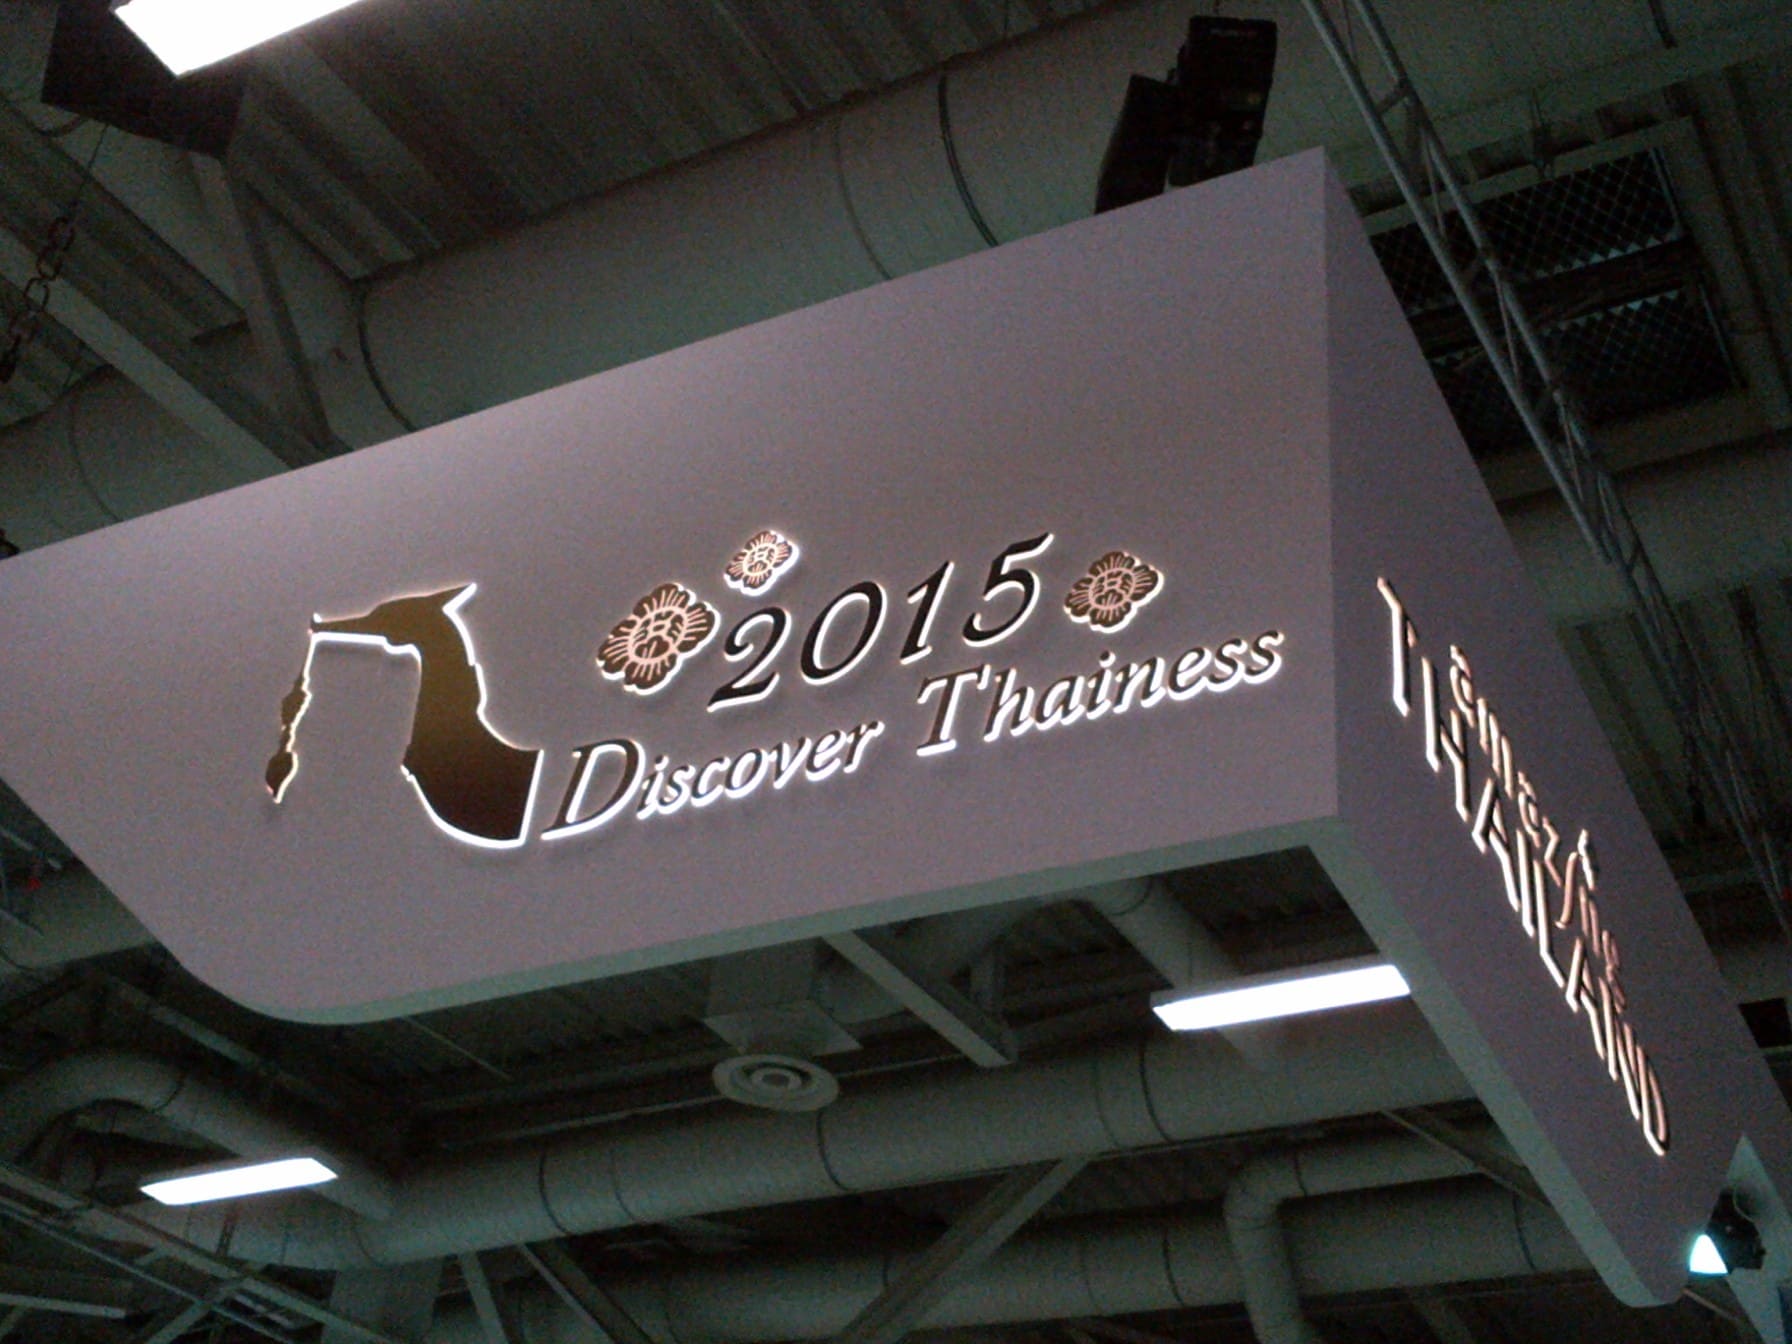 2015
Discover Thainess
amazing
THAILAND